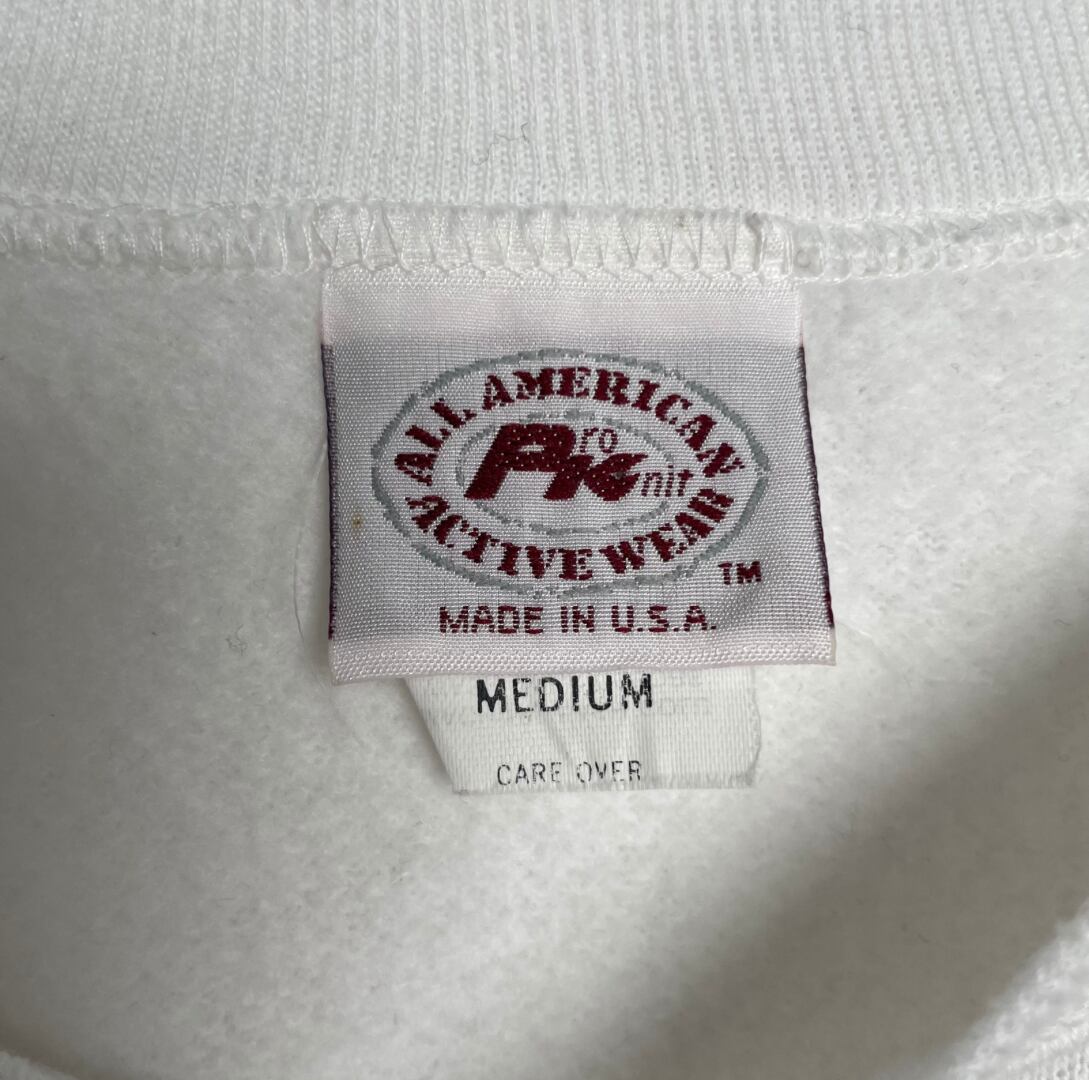 ALL AMERICAN
Pro
Knit
ACTIVE WEAR
TM
MADE IN U.S.A.
MEDIUM
CARE OVER